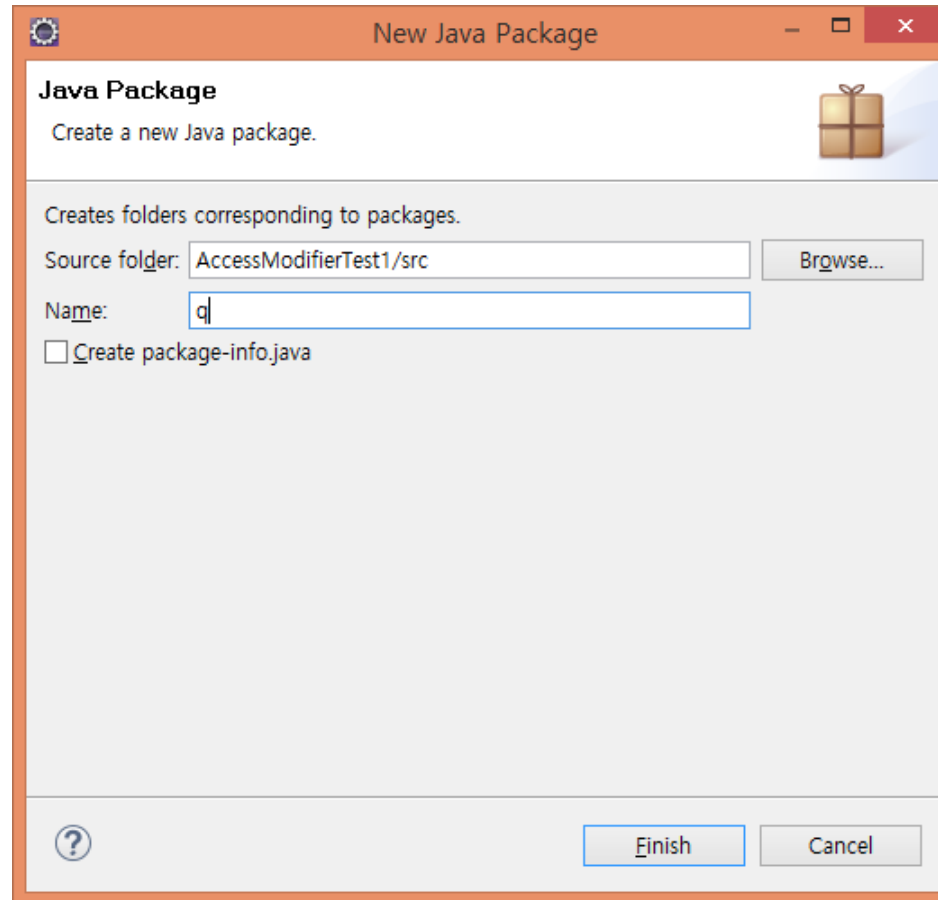 New Java Package
Java Package
Create a new Java package.
Creates folders corresponding to packages.
Source folder: AccessModifierTest1/src Browse...
Name: q
Create package-info.java
? Finish Cancel